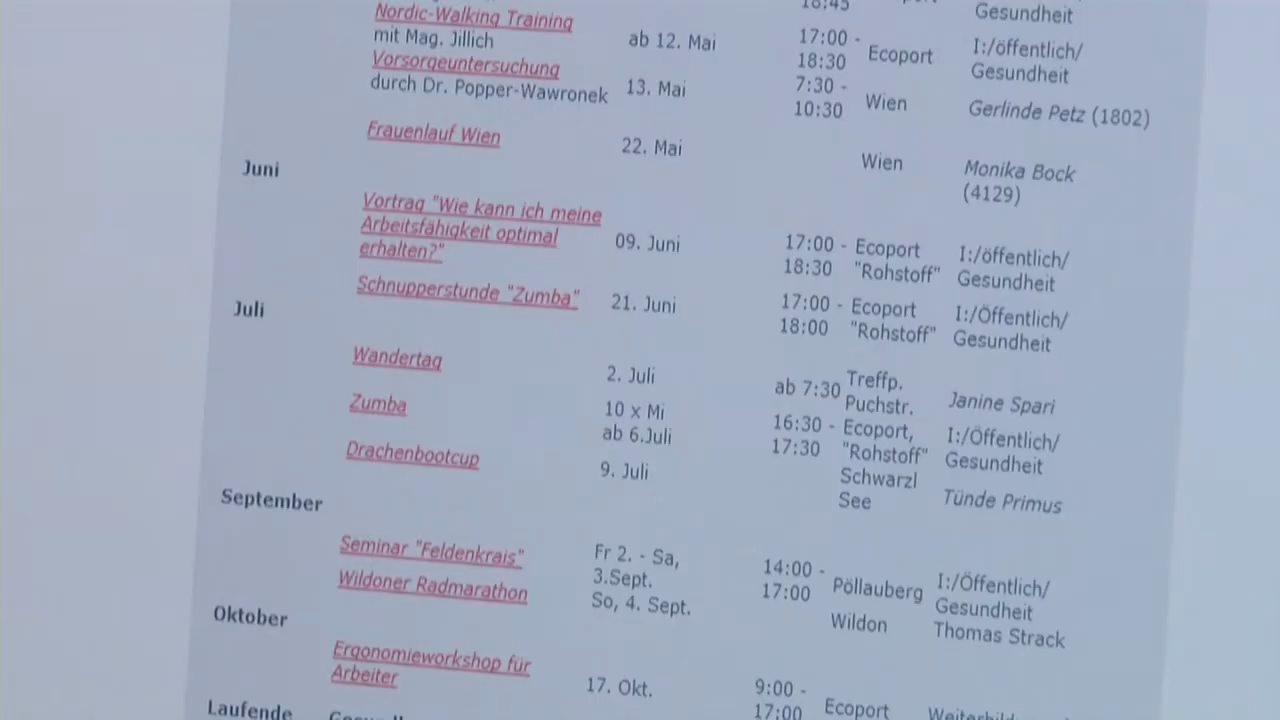 18:45 Gesundheit
Nordic-Walking Training
mit Mag. Jillich
ab 12. Mai
17:00 -
18:30
Ecoport
I:/öffentlich/
Gesundheit
Vorsorgeuntersuchung
durch Dr. Popper-Wawronek
13. Mai
7:30 -
10:30
Wien
Gerlinde Petz (1802)
Frauenlauf Wien
22. Mai
Wien
Monika Bock
(4129)
Juni
Vortrag "Wie kann ich meine
Arbeitsfähigkeit optimal
erhalten?"
09. Juni
17:00 -
18:30
Ecoport
"Rohstoff"
I:/öffentlich/
Gesundheit
Schnupperstunde "Zumba"
21. Juni
17:00 -
18:00
Ecoport
"Rohstoff"
I:/Öffentlich/
Gesundheit
Juli
Wandertag
2. Juli
ab 7:30
Treffp.
Puchstr.
Janine Spari
Zumba
10 x Mi
ab 6.Juli
16:30 -
17:30
Ecoport,
"Rohstoff"
I:/Öffentlich/
Gesundheit
Drachenbootcup
9. Juli
Schwarzl
See
Tünde Primus
September
Seminar "Feldenkrais"
Fr 2. - Sa,
3.Sept.
14:00 -
17:00
Pöllauberg
I:/Öffentlich/
Gesundheit
Wildoner Radmarathon
So, 4. Sept.
Wildon
Thomas Strack
Oktober
Ergonomieworkshop für
Arbeiter
17. Okt.
9:00 -
17:00
Ecoport
Laufende